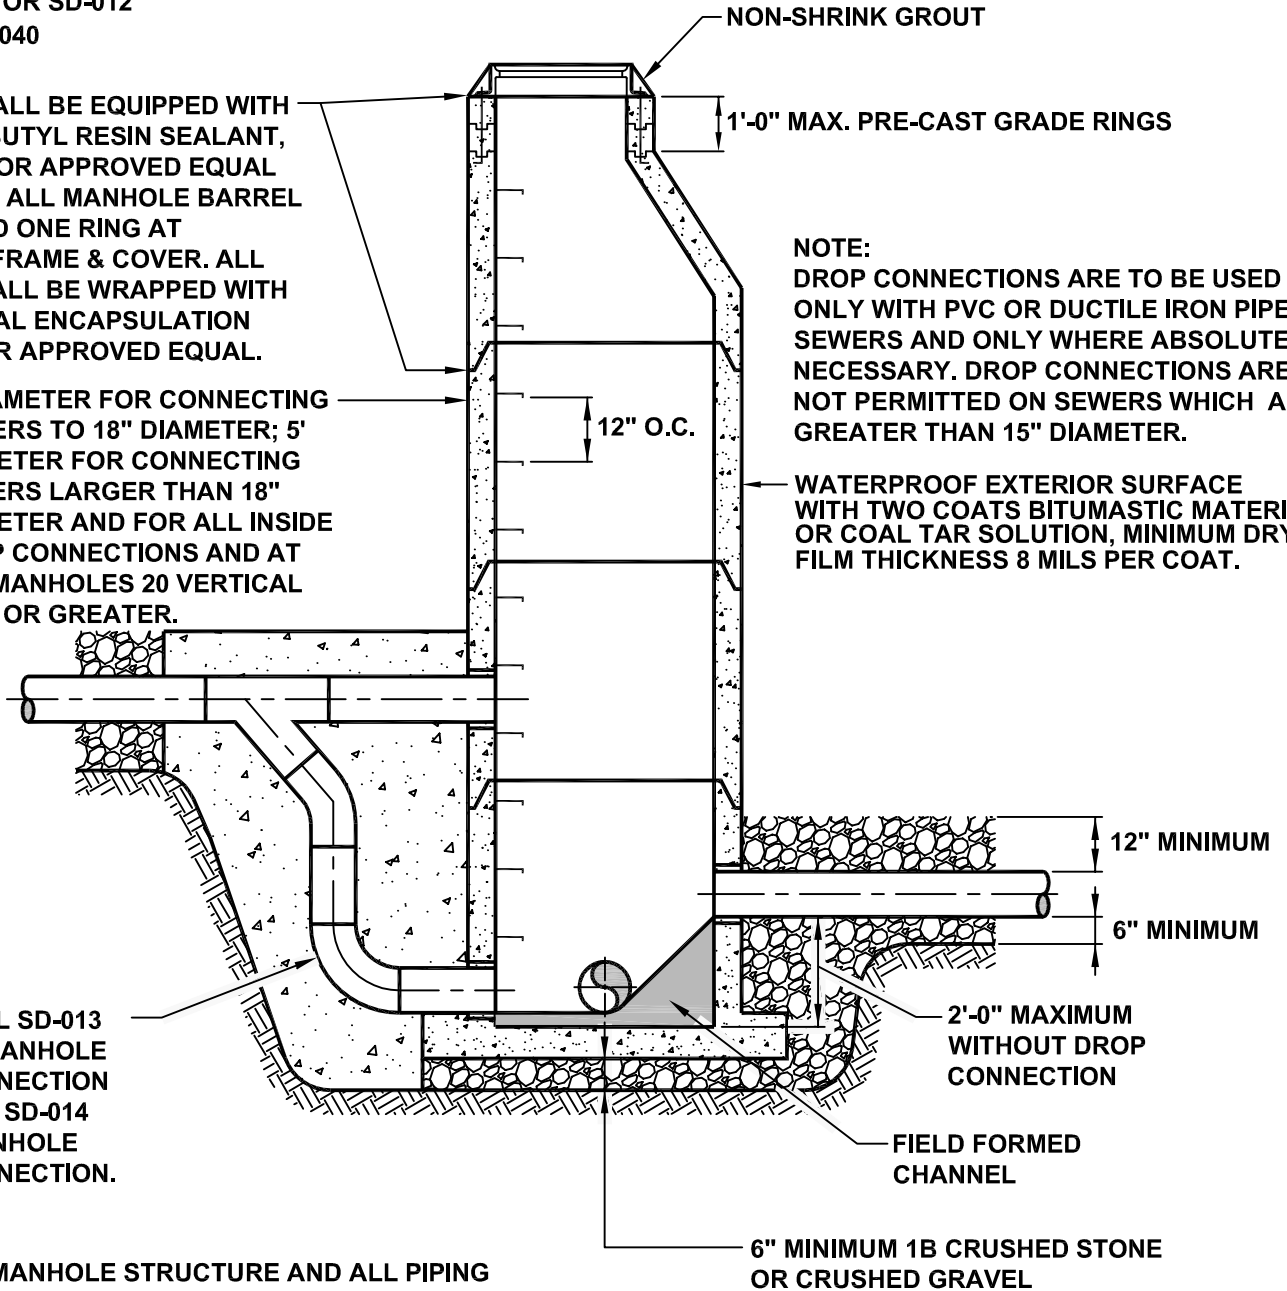 OR SD-012
040
ALL BE EQUIPPED WITH
BUTYL RESIN SEALANT,
OR APPROVED EQUAL
ALL MANHOLE BARREL
D ONE RING AT
FRAME & COVER. ALL
ALL BE WRAPPED WITH
AL ENCAPSULATION
R APPROVED EQUAL.
AMETER FOR CONNECTING
ERS TO 18" DIAMETER; 5'
ETER FOR CONNECTING
ERS LARGER THAN 18"
ETER AND FOR ALL INSIDE
P CONNECTIONS AND AT
MANHOLES 20 VERTICAL
OR GREATER.
NON-SHRINK GROUT
1'-0" MAX. PRE-CAST GRADE RINGS
NOTE:
DROP CONNECTIONS ARE TO BE USED
ONLY WITH PVC OR DUCTILE IRON PIPE
SEWERS AND ONLY WHERE ABSOLUTE
NECESSARY. DROP CONNECTIONS ARE
NOT PERMITTED ON SEWERS WHICH A
GREATER THAN 15" DIAMETER.
12" O.C.
WATERPROOF EXTERIOR SURFACE
WITH TWO COATS BITUMASTIC MATERI
OR COAL TAR SOLUTION, MINIMUM DRY
FILM THICKNESS 8 MILS PER COAT.
12" MINIMUM
6" MINIMUM
2'-0" MAXIMUM
WITHOUT DROP
CONNECTION
L SD-013
ANHOLE
NNECTION
SD-014
NHOLE
NNECTION.
FIELD FORMED
CHANNEL
6" MINIMUM 1B CRUSHED STONE
OR CRUSHED GRAVEL
MANHOLE STRUCTURE AND ALL PIPING